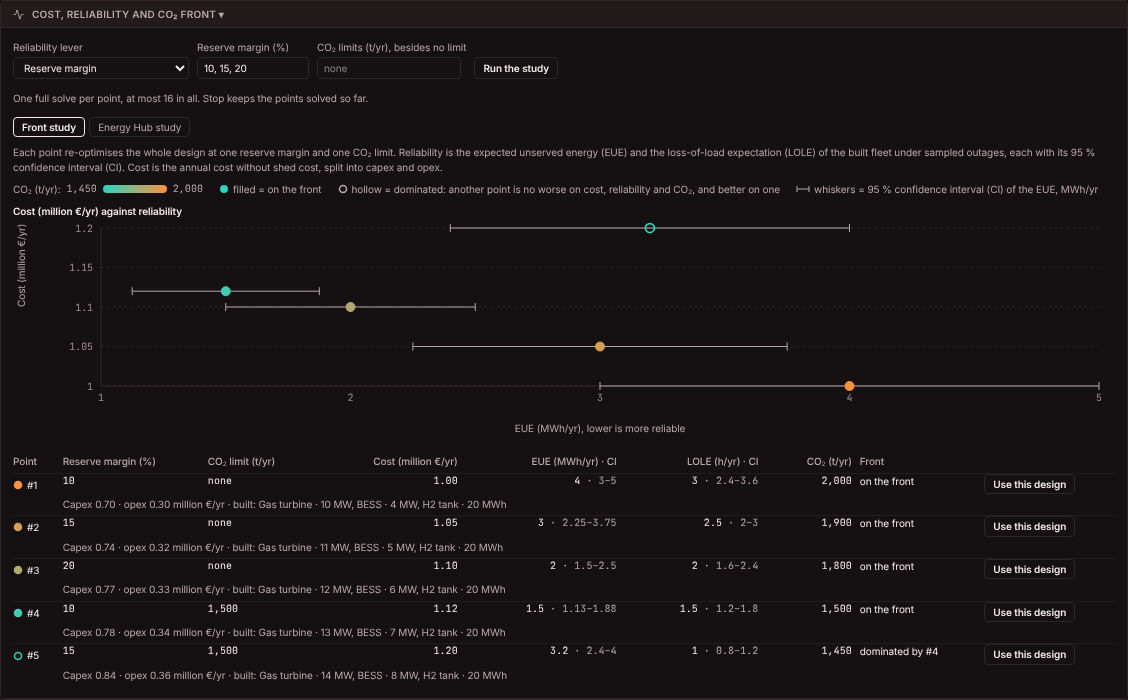 COST, RELIABILITY AND CO₂ FRONT ▾
Reliability lever
Reserve margin (%)
CO₂ limits (t/yr), besides no limit
Reserve margin
10, 15, 20
none
Run the study
One full solve per point, at most 16 in all. Stop keeps the points solved so far.
Front study
Energy Hub study
Each point re-optimises the whole design at one reserve margin and one CO₂ limit. Reliability is the expected unserved energy (EUE) and the loss-of-load expectation (LOLE) of the built fleet under sampled outages, each with its 95 %
confidence interval (CI). Cost is the annual cost without shed cost, split into capex and opex.
CO₂ (t/yr): 1,450 2,000 filled = on the front hollow = dominated: another point is no worse on cost, reliability and CO₂, and better on one whiskers = 95 % confidence interval (CI) of the EUE, MWh/yr
Cost (million €/yr) against reliability
Cost (million €/yr)
1.2
1.15
1.1
1.05
1
1 2 3 4 5
EUE (MWh/yr), lower is more reliable
Point Reserve margin (%) CO₂ limit (t/yr) Cost (million €/yr) EUE (MWh/yr) · CI LOLE (h/yr) · CI CO₂ (t/yr) Front
#1 10 none 1.00 4 · 3–5 3 · 2.4–3.6 2,000 on the front Use this design
Capex 0.70 · opex 0.30 million €/yr · built: Gas turbine · 10 MW, BESS · 4 MW, H2 tank · 20 MWh
#2 15 none 1.05 3 · 2.25–3.75 2.5 · 2–3 1,900 on the front Use this design
Capex 0.74 · opex 0.32 million €/yr · built: Gas turbine · 11 MW, BESS · 5 MW, H2 tank · 20 MWh
#3 20 none 1.10 2 · 1.5–2.5 2 · 1.6–2.4 1,800 on the front Use this design
Capex 0.77 · opex 0.33 million €/yr · built: Gas turbine · 12 MW, BESS · 6 MW, H2 tank · 20 MWh
#4 10 1,500 1.12 1.5 · 1.13–1.88 1.5 · 1.2–1.8 1,500 on the front Use this design
Capex 0.78 · opex 0.34 million €/yr · built: Gas turbine · 13 MW, BESS · 7 MW, H2 tank · 20 MWh
#5 15 1,500 1.20 3.2 · 2.4–4 1 · 0.8–1.2 1,450 dominated by #4 Use this design
Capex 0.84 · opex 0.36 million €/yr · built: Gas turbine · 14 MW, BESS · 8 MW, H2 tank · 20 MWh